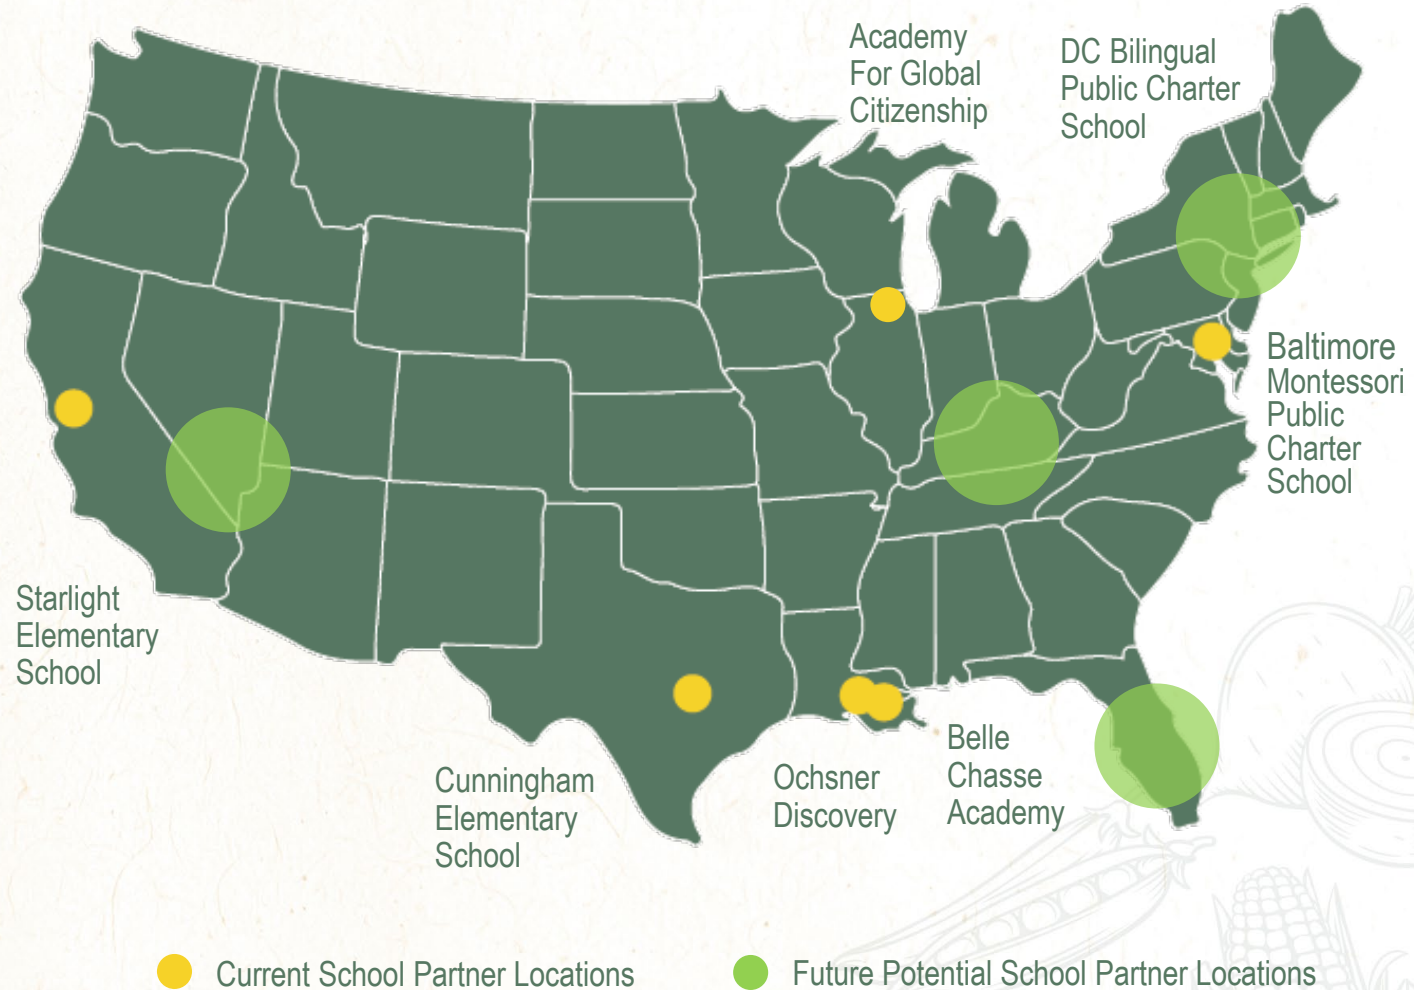 Academy
For Global
Citizenship
DC Bilingual
Public Charter
School
Baltimore
Montessori
Public
Charter
School
Starlight
Elementary
School
Cunningham
Elementary
School
Ochsner
Discovery
Belle
Chasse
Academy
Current School Partner Locations
Future Potential School Partner Locations